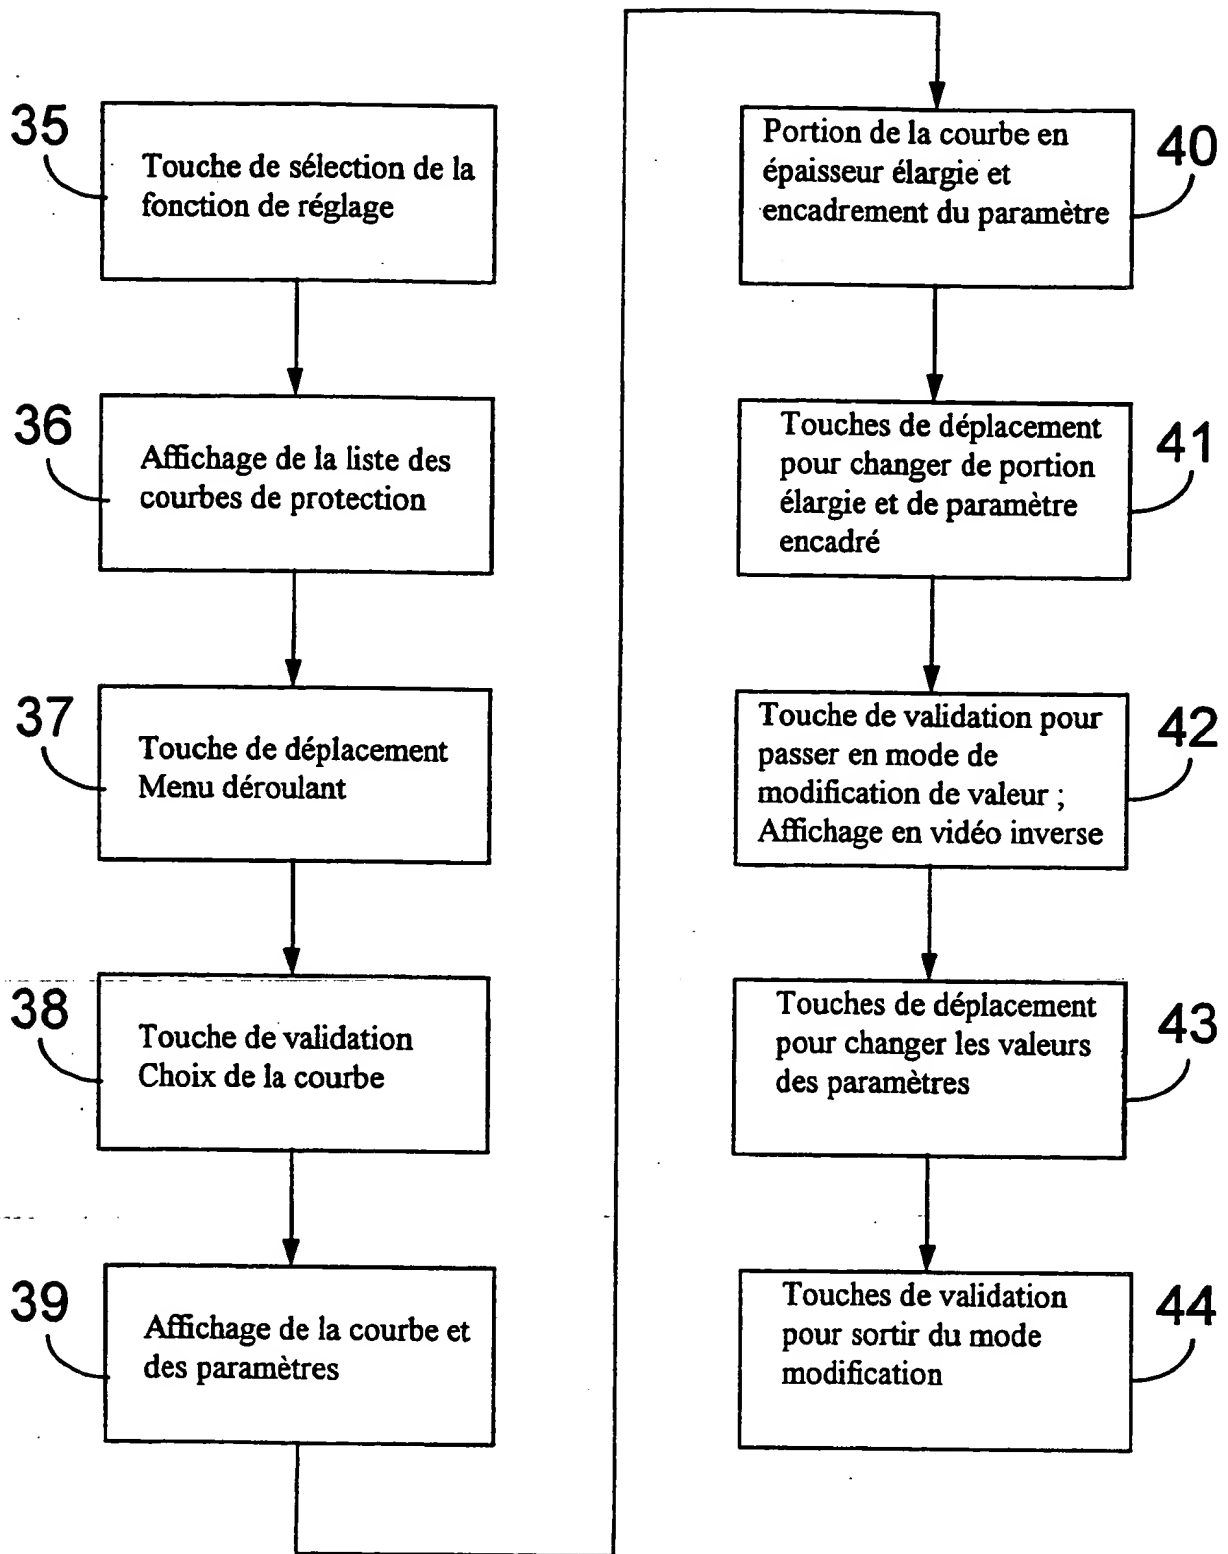 35
Touche de sélection de la
fonction de réglage
36
Affichage de la liste des
courbes de protection
37
Touche de déplacement
Menu déroulant
38
Touche de validation
Choix de la courbe
39
Affichage de la courbe et
des paramètres
40
Portion de la courbe en
épaisseur élargie et
encadrement du paramètre
41
Touches de déplacement
pour changer de portion
élargie et de paramètre
encadré
42
Touche de validation pour
passer en mode de
modification de valeur ;
Affichage en vidéo inverse
43
Touches de déplacement
pour changer les valeurs
des paramètres
44
Touches de validation
pour sortir du mode
modification